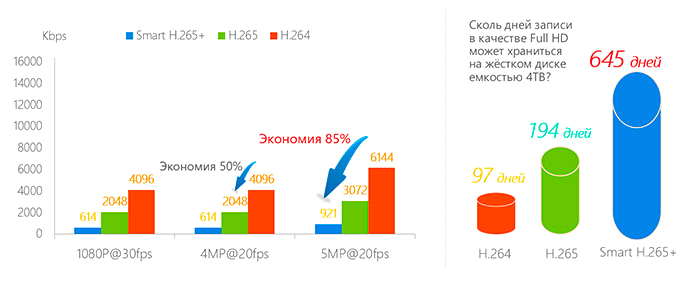 Kbps
Smart H.265+ H.265 H.264
16000
14000
12000
10000
8000
6000
4000
2000
0
614 2048 4096
614 2048 4096
921 3072 6144
Экономия 50%
Экономия 85%
1080P@30fps 4MP@20fps 5MP@20fps
Сколь дней записи
в качестве Full HD
может храниться
на жёстком диске
емкостью 4ТВ?
97 дней
194 дней
645 дней
H.264 H.265 Smart H.265+